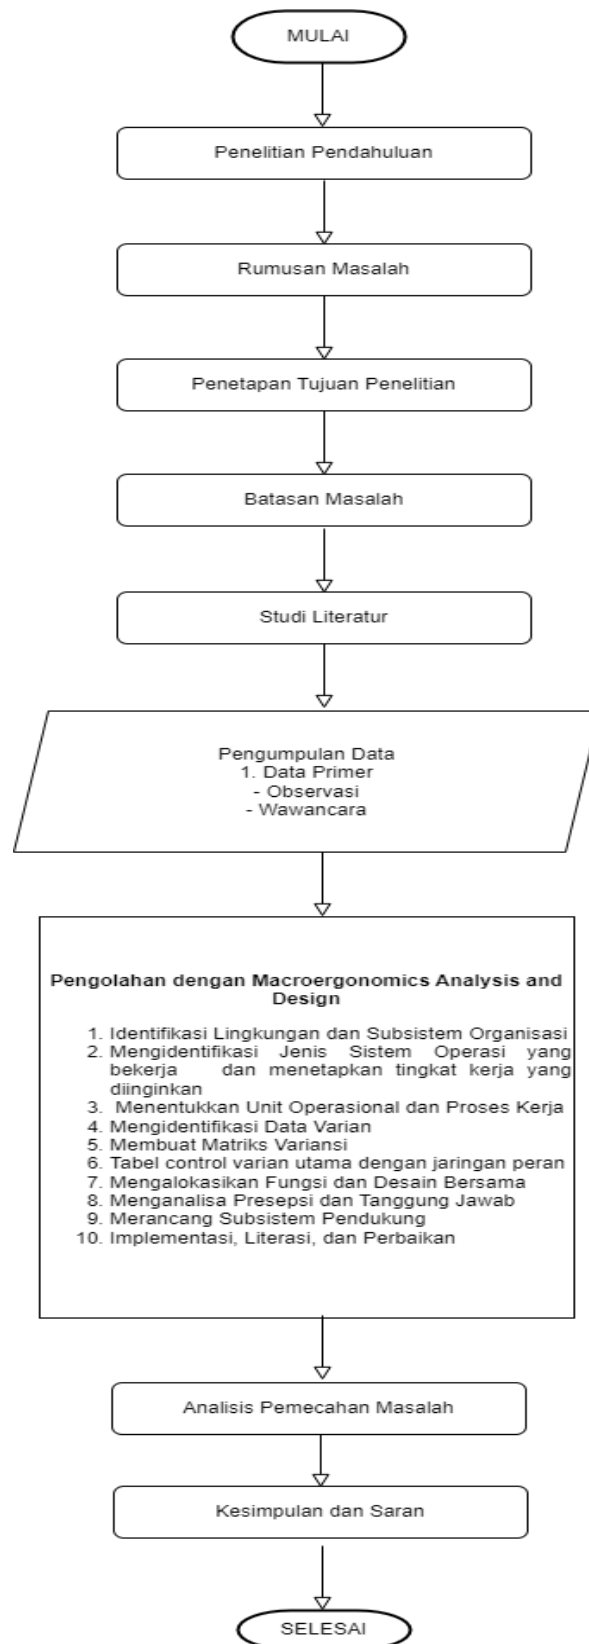 MULAI
Penelitian Pendahuluan
Rumusan Masalah
Penetapan Tujuan Penelitian
Batasan Masalah
Studi Literatur
Pengumpulan Data
1. Data Primer
- Observasi
- Wawancara
Pengolahan dengan Macroergonomics Analysis and
Design
1. Identifikasi Lingkungan dan Subsistem Organisasi
2. Mengidentifikasi Jenis Sistem Operasi yang
bekerja dan menetapkan tingkat kerja yang
diinginkan
3. Menentukkan Unit Operasional dan Proses Kerja
4. Mengidentifikasi Data Varian
5. Membuat Matriks Variansi
6. Tabel control varian utama dengan jaringan peran
7. Mengalokasikan Fungsi dan Desain Bersama
8. Menganalisa Presepsi dan Tanggung Jawab
9. Merancang Subsistem Pendukung
10. Implementasi, Literasi, dan Perbaikan
Analisis Pemecahan Masalah
Kesimpulan dan Saran
SELESAI